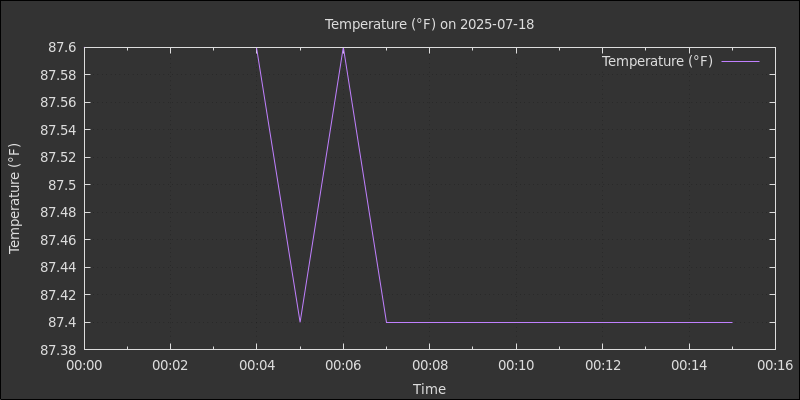 Temperature (°F) on 2025-07-18
Temperature (°F)
87.6
87.58
87.56
87.54
87.52
87.5
87.48
87.46
87.44
87.42
87.4
87.38
Temperature (°F)
00:00 00:02 00:04 00:06 00:08 00:10 00:12 00:14 00:16
Time